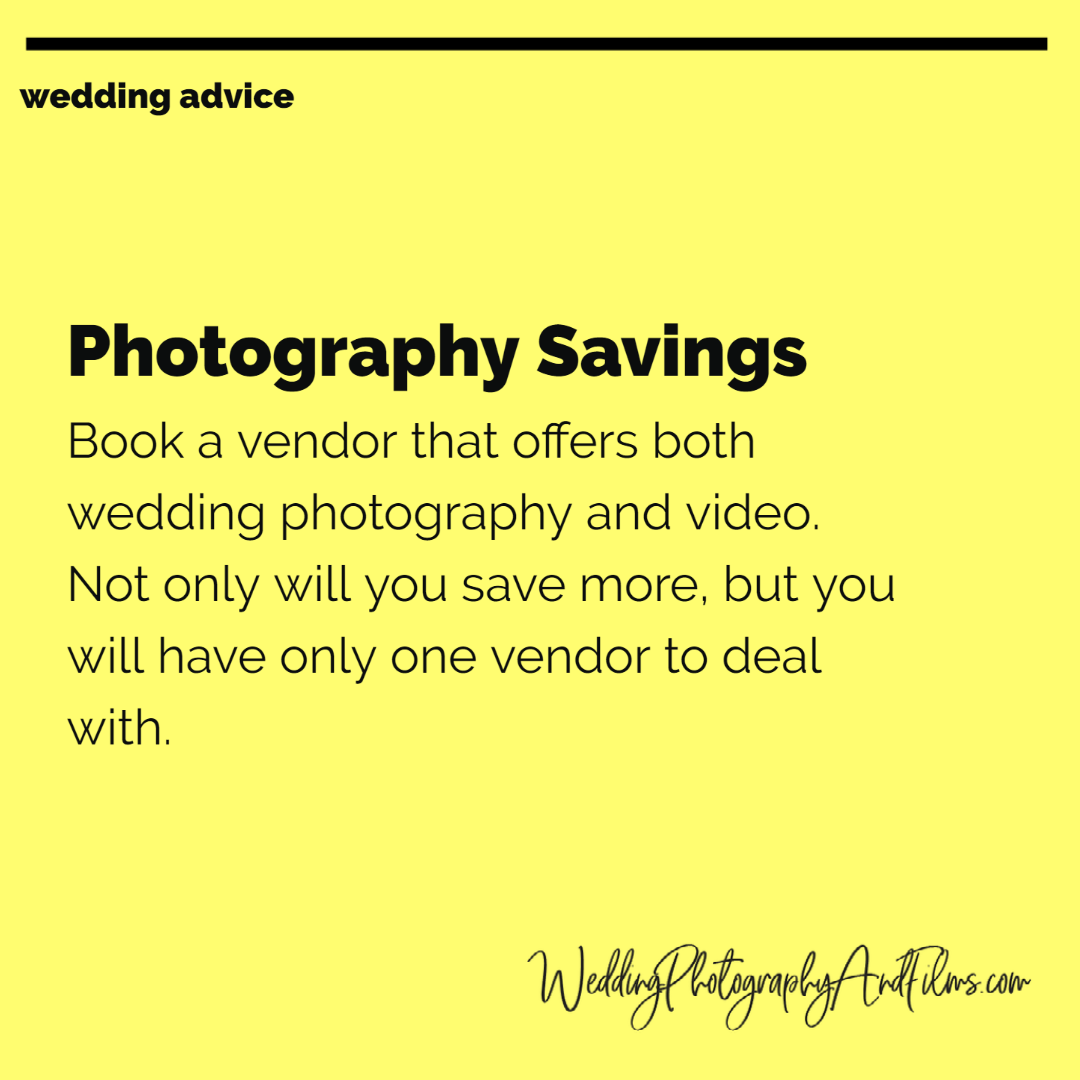 wedding advice
Photography Savings
Book a vendor that offers both
wedding photography and video.
Not only will you save more, but you
will have only one vendor to deal
with.
WeddingPhotographyAndFilms.com